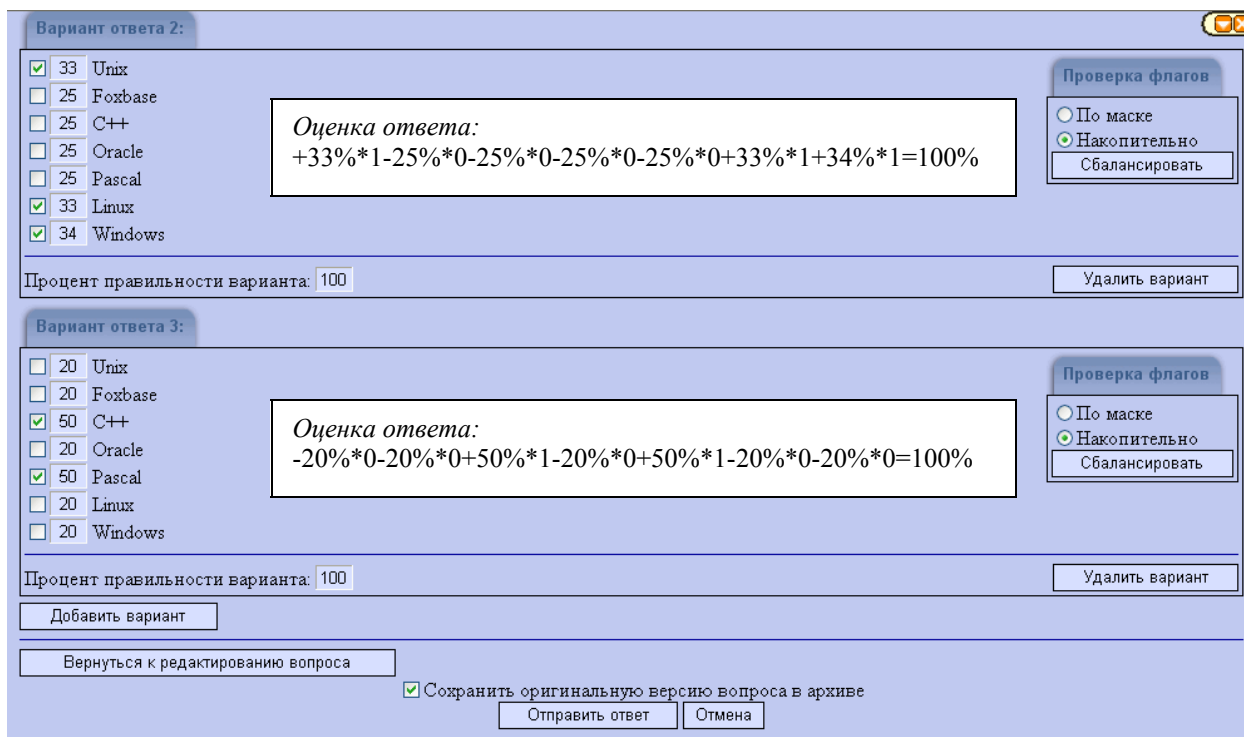 Вариант ответа 2:
33 Unix
25 Foxbase
25 C++
25 Oracle
25 Pascal
33 Linux
34 Windows
Оценка ответа:
+33%*1-25%*0-25%*0-25%*0-25%*0+33%*1+34%*1=100%
Проверка флагов
По маске
Накопительно
Сбалансировать
Процент правильности варианта: 100
Удалить вариант
Вариант ответа 3:
20 Unix
20 Foxbase
50 C++
20 Oracle
50 Pascal
20 Linux
20 Windows
Оценка ответа:
-20%*0-20%*0+50%*1-20%*0+50%*1-20%*0-20%*0=100%
Проверка флагов
По маске
Накопительно
Сбалансировать
Процент правильности варианта: 100
Удалить вариант
Добавить вариант
Вернуться к редактированию вопроса
Сохранить оригинальную версию вопроса в архиве
Отправить ответ Отмена